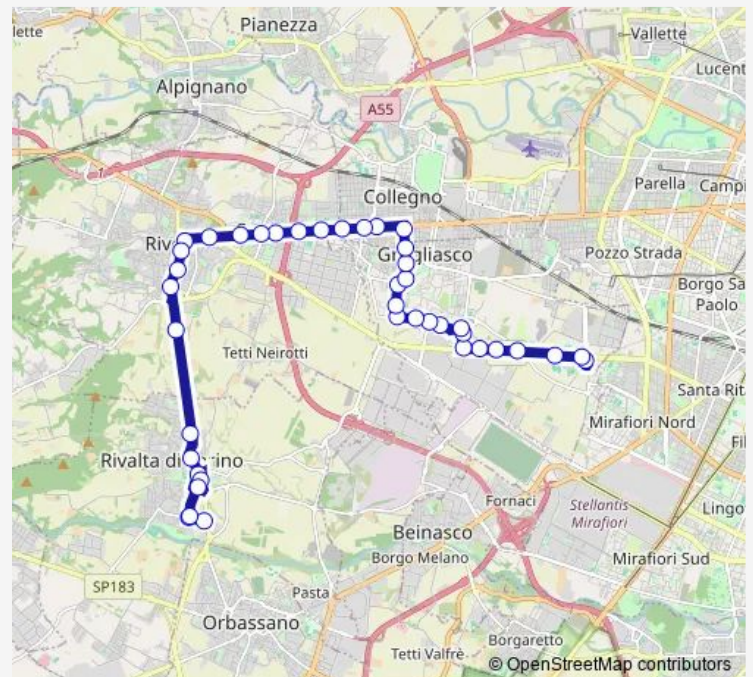 Pianezza
Vallette
lette
Lucent
Alpignano
A55
Parella
Campi
Collegno
Riv
Grugliasco
Pozzo Strada
Borgo Sa
Paolo
Tetti Neirotti
Santa Rit
Mirafiori Nord
Fil
Rivalta di Torino
Fornaci
Stellantis
Mirafiori
Lingo
Beinasco
Borgo Melano
Mirafiori Sud
SP183
Pasta
Orbassano
Borgaretto
Tetti Valfrè
© OpenStreetMap contributors